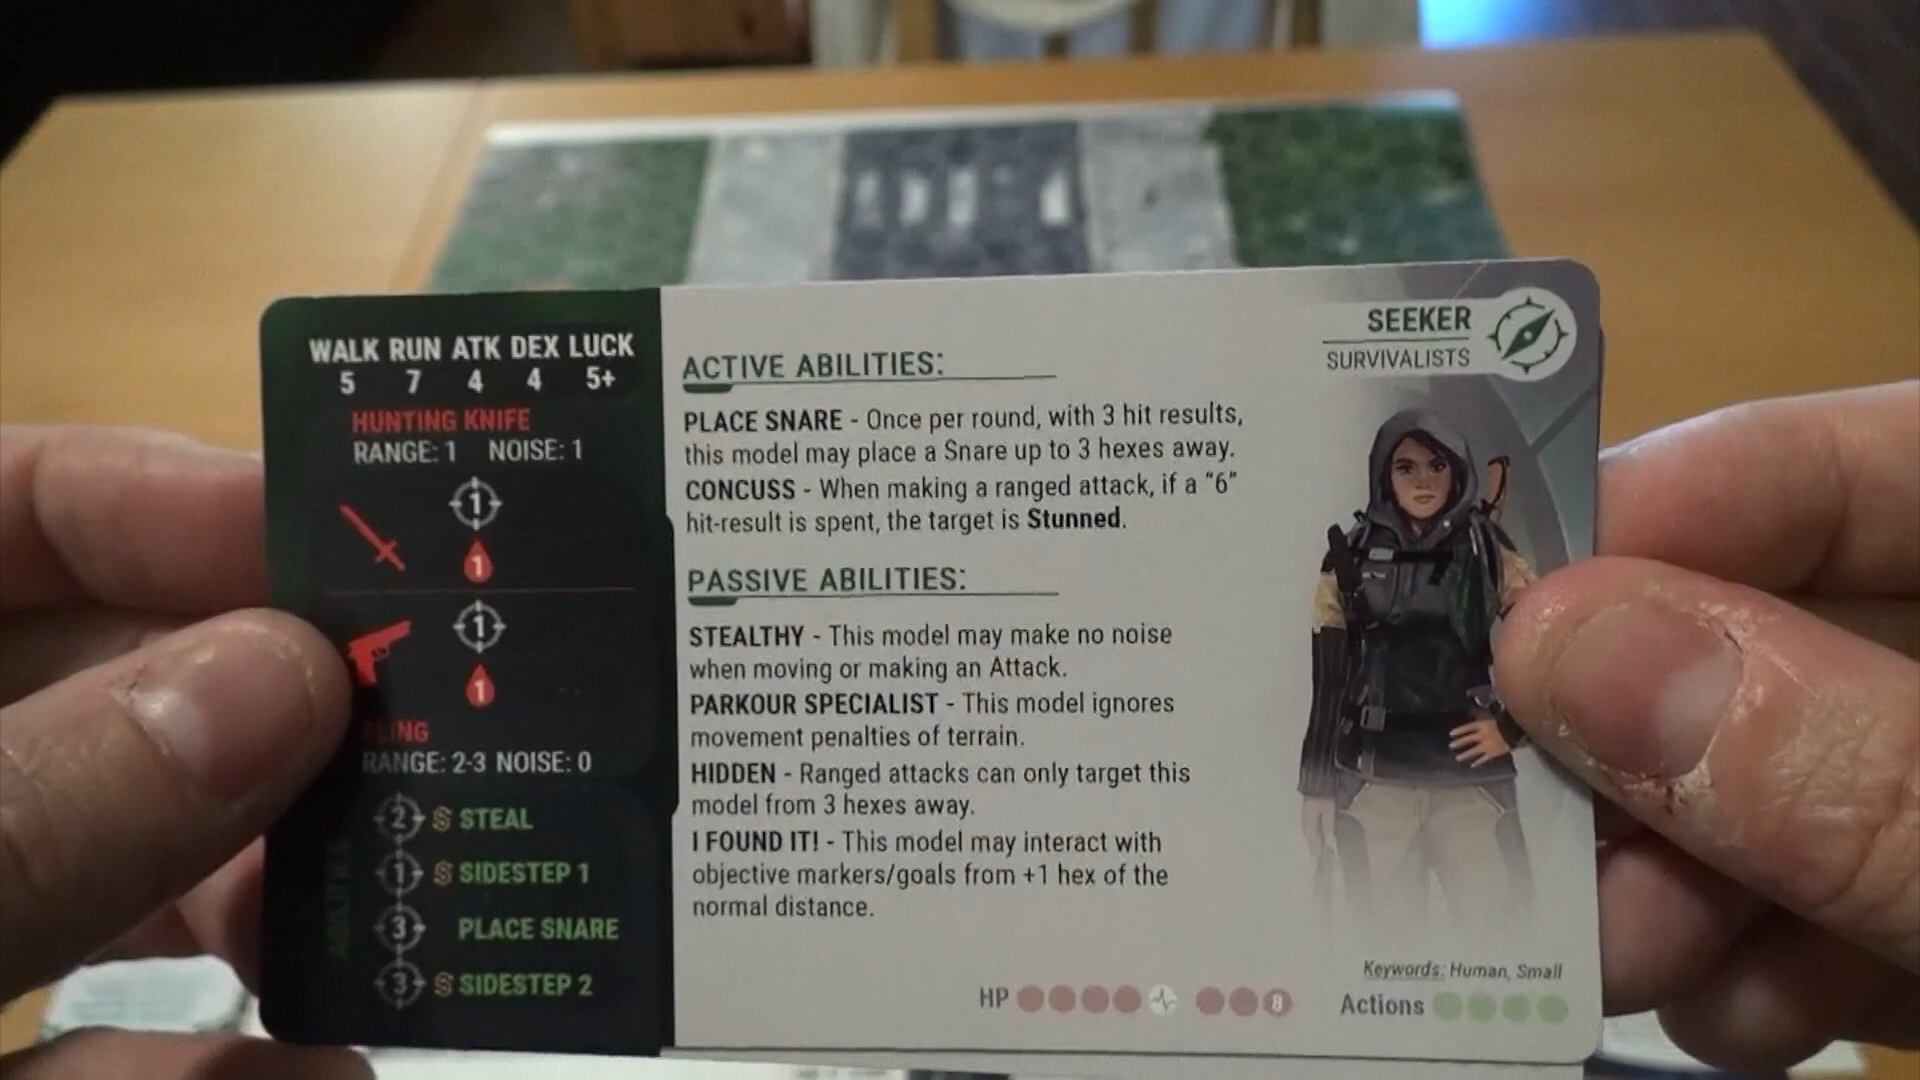 WALK RUN ATK DEX LUCK
5 7 4 4 5+
HUNTING KNIFE
RANGE: 1 NOISE: 1
1
1
1
1
RANGE: 2-3 NOISE: 0
2 S STEAL
1 S SIDESTEP 1
3 PLACE SNARE
3 S SIDESTEP 2
ABILITIES
SEEKER
SURVIVALISTS
ACTIVE ABILITIES:
PLACE SNARE - Once per round, with 3 hit results,
this model may place a Snare up to 3 hexes away.
CONCUSS - When making a ranged attack, if a "6"
hit-result is spent, the target is Stunned.
PASSIVE ABILITIES:
STEALTHY - This model may make no noise
when moving or making an Attack.
PARKOUR SPECIALIST - This model ignores
movement penalties of terrain.
HIDDEN - Ranged attacks can only target this
model from 3 hexes away.
I FOUND IT! - This model may interact with
objective markers/goals from +1 hex of the
normal distance.
Keywords: Human, Small
HP 8
Actions